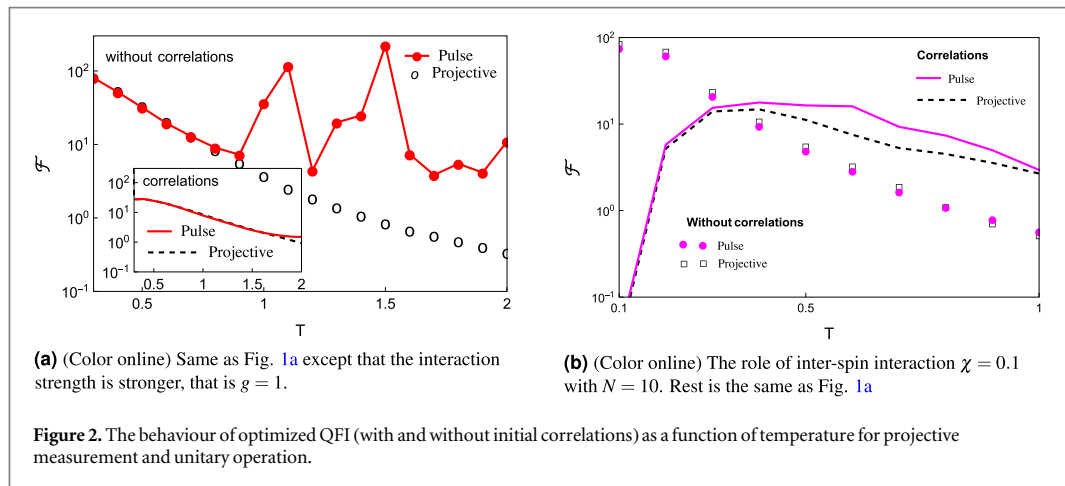 without correlations
Pulse
o Projective
10²
10¹
10⁰
10⁻¹
ℱ
correlations
10²
10¹
10⁰
10⁻¹
Pulse
Projective
0.5 1 1.5 2
0.5 1 1.5 2
T
(a) (Color online) Same as Fig. 1a except that the interaction
strength is stronger, that is g = 1.
10²
10¹
10⁰
10⁻¹
ℱ
Correlations
Pulse
Projective
Without correlations
Pulse
Projective
0.1 0.5 1
T
(b) (Color online) The role of inter-spin interaction χ = 0.1
with N = 10. Rest is the same as Fig. 1a
Figure 2. The behaviour of optimized QFI (with and without initial correlations) as a function of temperature for projective
measurement and unitary operation.